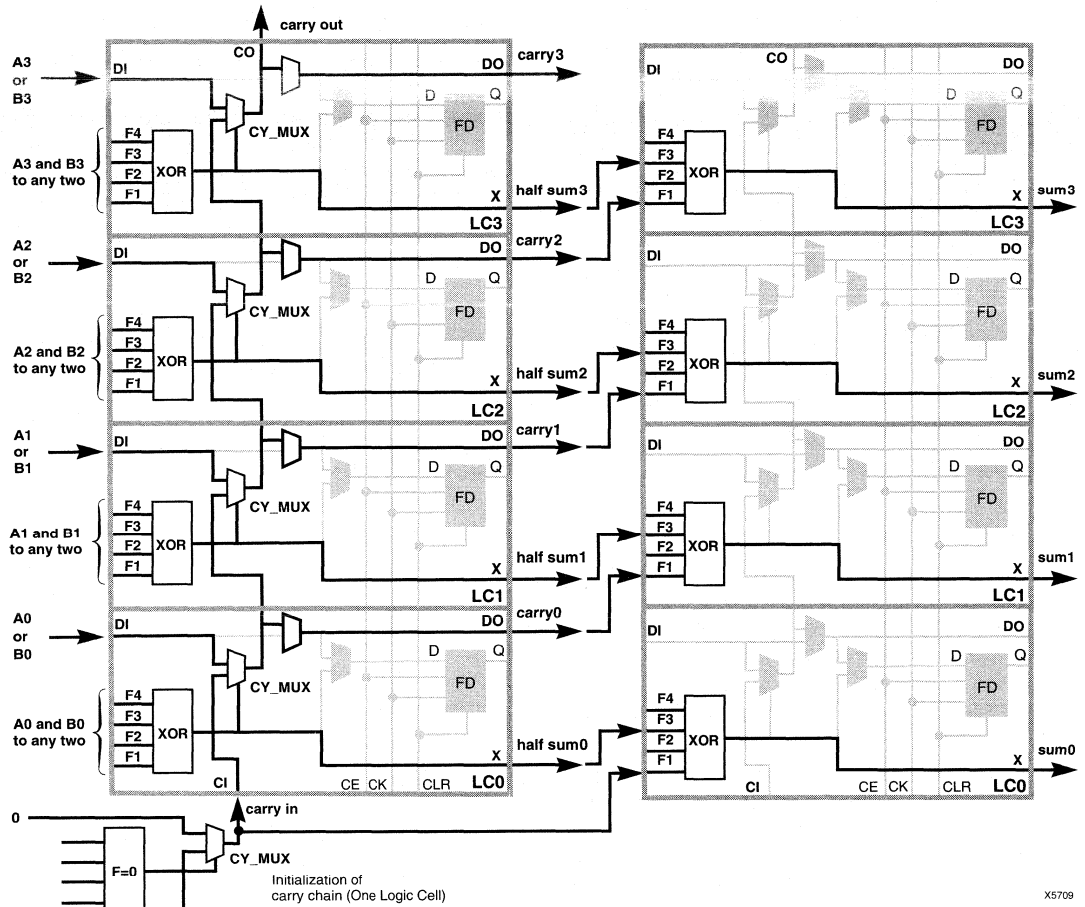 carry out
CO
A3
or
B3
DI
DO
carry3
D
Q
FD
CY_MUX
A3 and B3
to any two
F4
F3
F2
F1
XOR
X
half sum3
LC3
A2
or
B2
DI
DO
carry2
D
Q
FD
CY_MUX
A2 and B2
to any two
F4
F3
F2
F1
XOR
X
half sum2
LC2
A1
or
B1
DI
DO
carry1
D
Q
FD
CY_MUX
A1 and B1
to any two
F4
F3
F2
F1
XOR
X
half sum1
LC1
A0
or
B0
DI
DO
carry0
D
Q
FD
CY_MUX
A0 and B0
to any two
F4
F3
F2
F1
XOR
X
half sum0
CI
CE
CK
CLR
LC0
carry in
0
F=0
CY_MUX
Initialization of
carry chain (One Logic Cell)
CO
DI
DO
D
Q
FD
F4
F3
F2
F1
XOR
X
sum3
LC3
DI
DO
D
Q
FD
F4
F3
F2
F1
XOR
X
sum2
LC2
DI
DO
D
Q
FD
F4
F3
F2
F1
XOR
X
sum1
LC1
DI
DO
D
Q
FD
F4
F3
F2
F1
XOR
X
sum0
CI
CE
CK
CLR
LC0
X5709